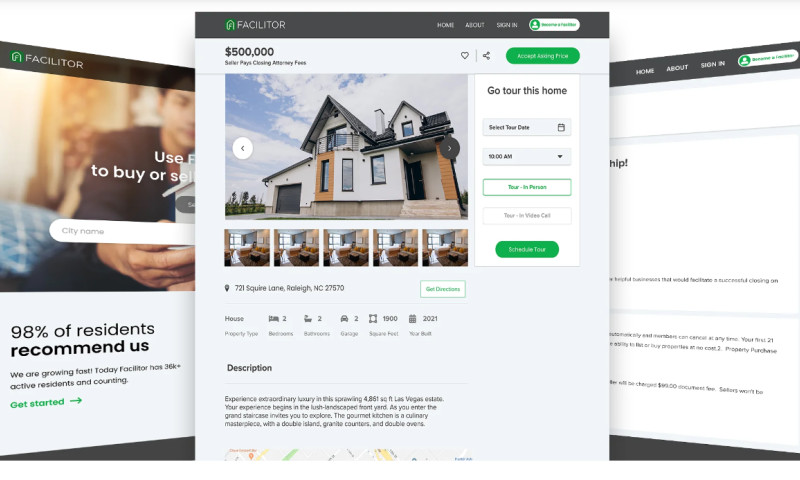 FACILITOR
Use F
to buy or sel
Se
City name
98% of residents
recommend us
We are growing fast! Today Facilitor has 36k+
active residents and counting.
Get started
FACILITOR
HOME ABOUT SIGN IN Become a facilitor
$500,000
Seller Pays Closing Attorney Fees
Accept Asking Price
Go tour this home
Select Tour Date
10:00 AM
Tour - In Person
Tour - In Video Call
Schedule Tour
721 Squire Lane, Raleigh, NC 27570
Get Directions
House 2 2 2 1900 2021
Property Type Bedrooms Bathrooms Garage Square Feet Year Built
Description
Experience extraordinary luxury in this sprawling 4,861 sq ft Las Vegas estate.
Your experience begins in the lush-landscaped front yard. As you enter the
grand staircase invites you to explore. The gourmet kitchen is a culinary
masterpiece, with a double island, granite counters, and double ovens.
HOME ABOUT SIGN IN Become a Facilitor
hip!
e helpful businesses that would facilitate a successful closing on
utomatically and members can cancel at any time. Your first 21
e ability to Bid or buy properties at no cost.2. Property Purchase
ller will be charged $99.00 document fee. Sellers won't be